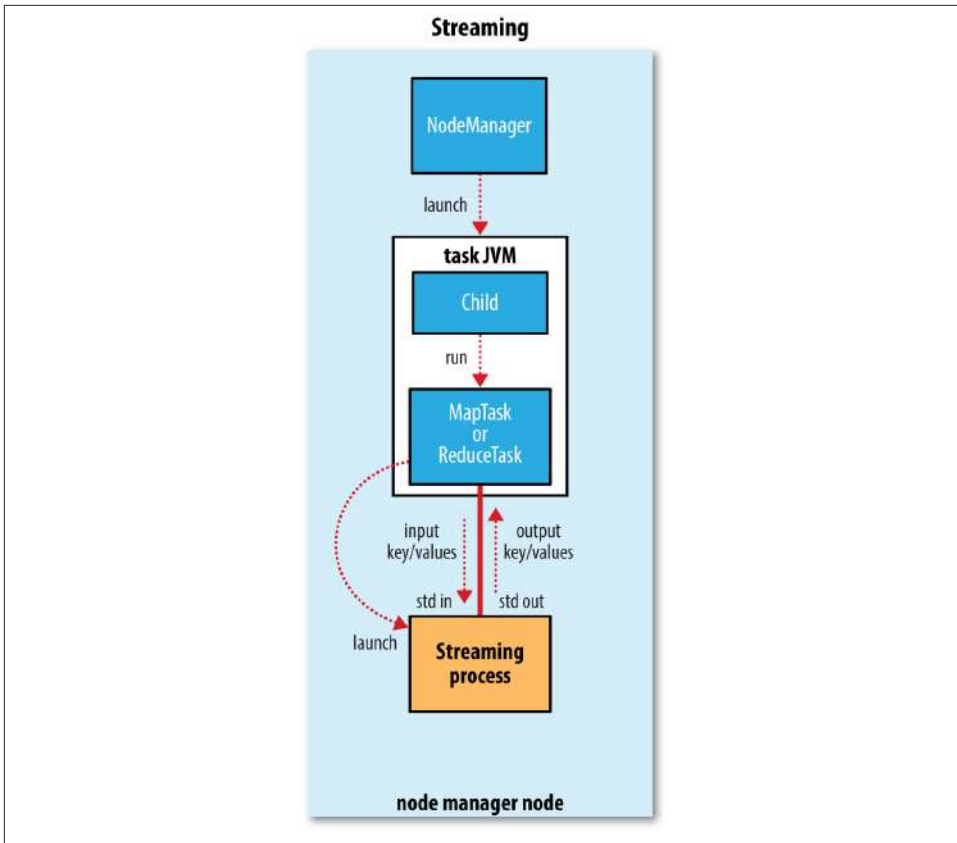 Streaming
NodeManager
launch
task JVM
Child
run
MapTask
or
ReduceTask
input
key/values
output
key/values
std in
std out
launch
Streaming
process
node manager node